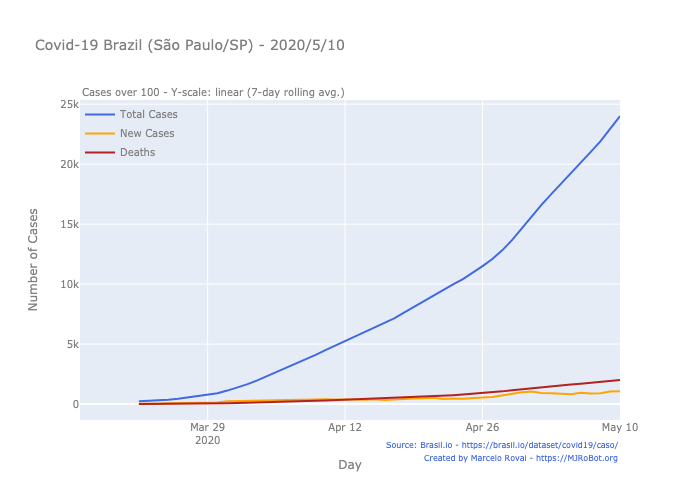 Covid-19 Brazil (São Paulo/SP) - 2020/5/10
Cases over 100 - Y-scale: linear (7-day rolling avg.)
25k
Total Cases
New Cases
Deaths
20k
15k
10k
5k
0
Number of Cases
Mar 29
2020
Apr 12
Apr 26
May 10
Day
Source: Brasil.io - https://brasil.io/dataset/covid19/caso/
Created by Marcelo Rovai - https://MJRoBot.org